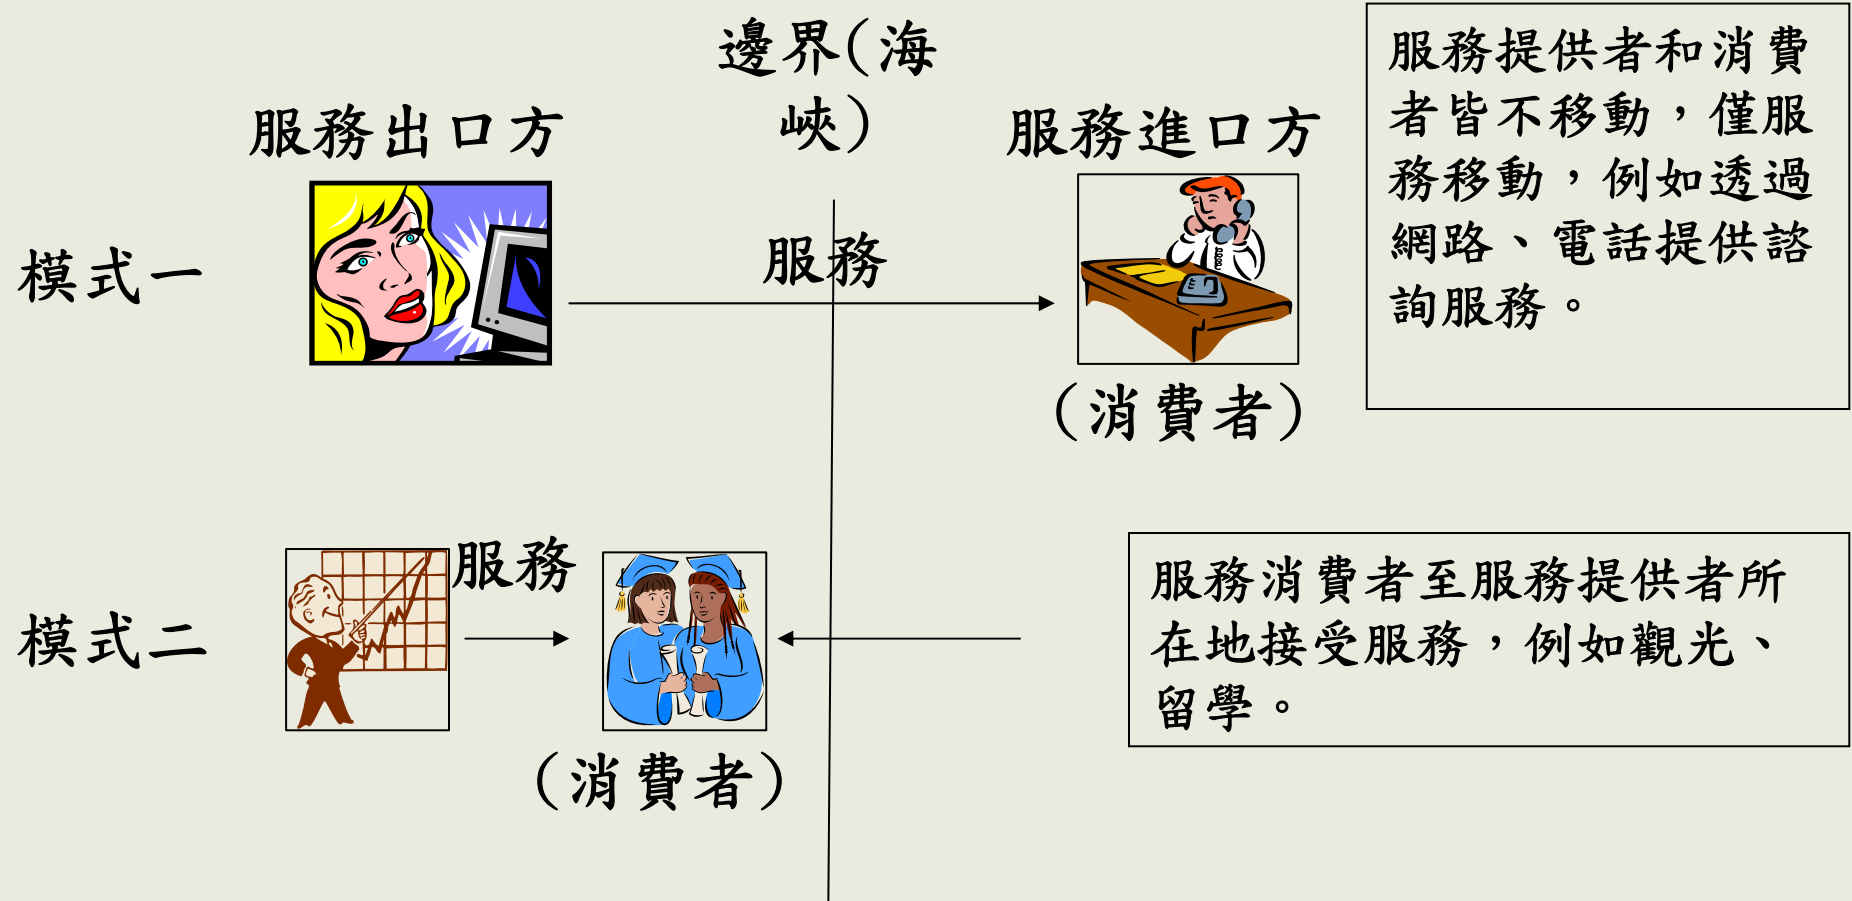 邊界(海
峽)
服務出口方
服務進口方
模式一
服務
(消費者)
服務提供者和消費
者皆不移動，僅服
務移動，例如透過
網路、電話提供諮
詢服務。
模式二
服務
(消費者)
服務消費者至服務提供者所
在地接受服務，例如觀光、
留學。